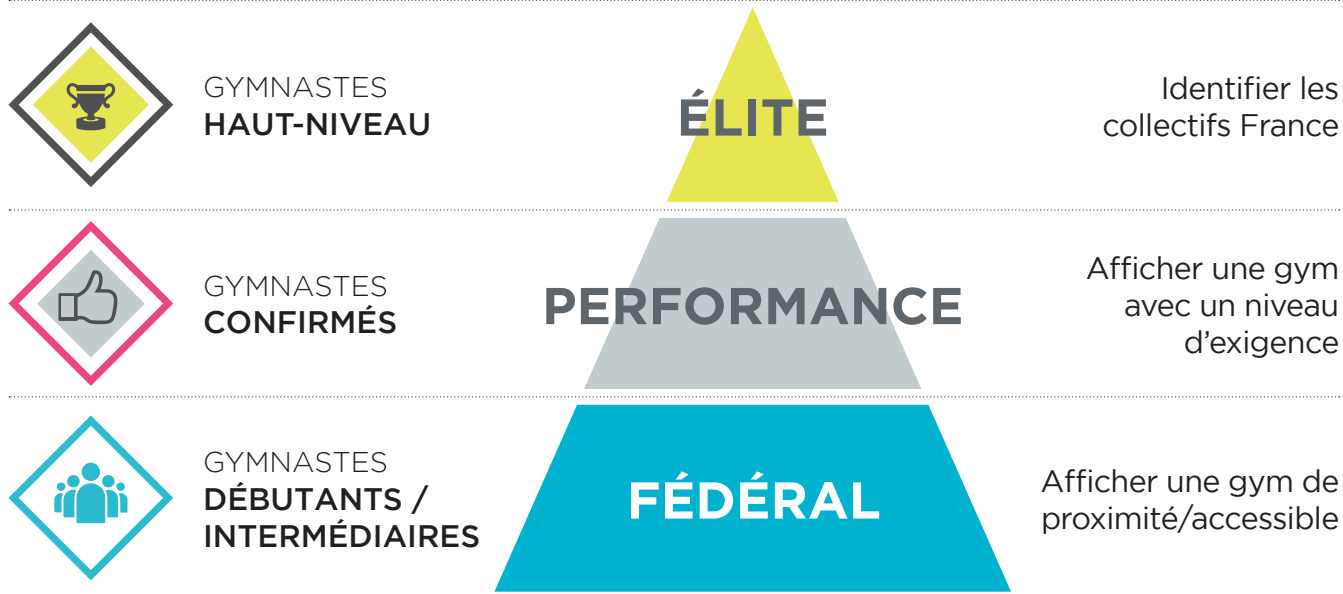 GYMNASTES
HAUT-NIVEAU
ÉLITE
Identifier les
collectifs France
GYMNASTES
CONFIRMÉS
PERFORMANCE
Afficher une gym
avec un niveau
d'exigence
GYMNASTES
DÉBUTANTS /
INTERMÉDIAIRES
FÉDÉRAL
Afficher une gym de
proximité/accessible